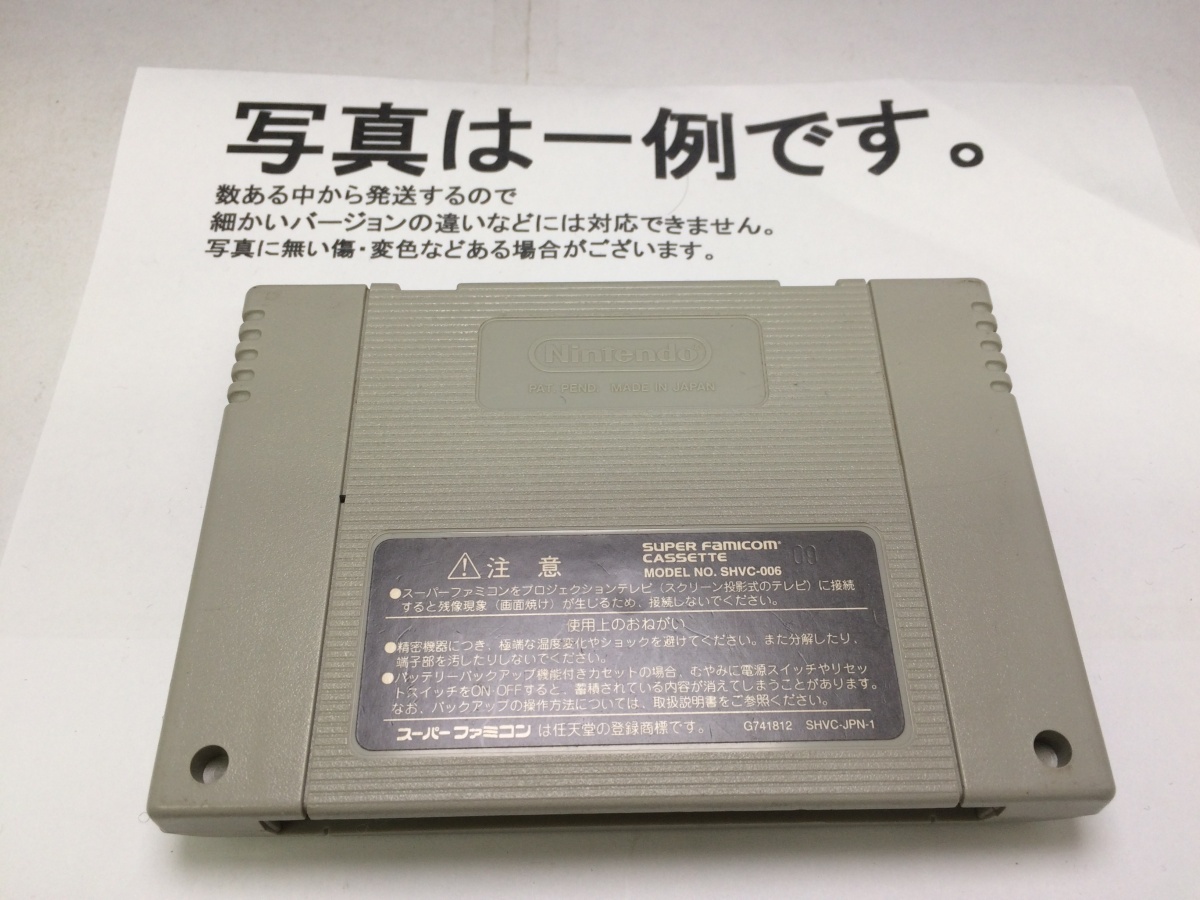 写真は一例です。
数ある中から発送するので
細かいバージョンの違いなどには対応できません。
写真に無い傷・変色などある場合がございます。
Nintendo
PAT. PEND. MADE IN JAPAN
⚠注意
SUPER FAMICOM
CASSETTE
MODEL NO. SHVC-006
00
●スーパーファミコンをプロジェクションテレビ（スクリーン投影式のテレビ）に接続
すると残像現象（画面焼け）が生じるため、接続しないでください。
使用上のおねがい
●精密機器につき、極端な温度変化やショックを避けてください。また分解したり、
端子部を汚したりしないでください。
●バッテリーバックアップ機能付きカセットの場合、むやみに電源スイッチやリセッ
トスイッチをON·OFFすると、蓄積されている内容が消えてしまうことがあります。
なお、バックアップの操作方法については、取扱説明書をご参照ください。
スーパーファミコンは任天堂の登録商標です。 G741812 SHVC-JPN-1